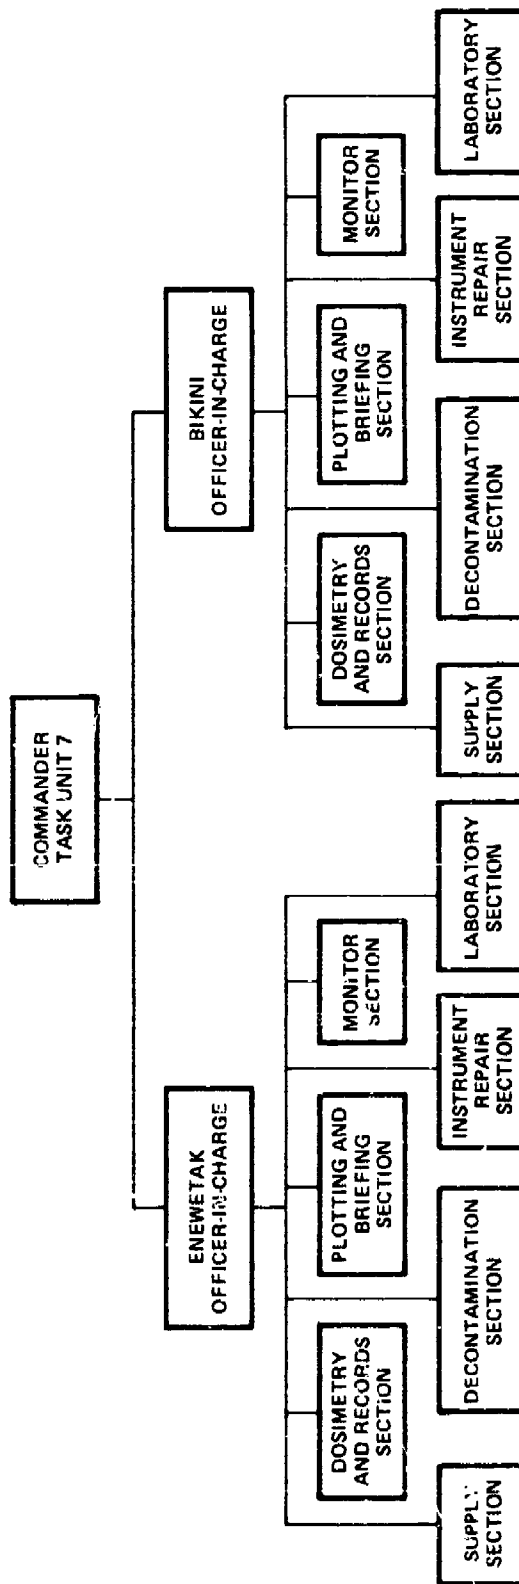 COMMANDER
TASK UNIT 7
ENEWETAK
OFFICER-IN-CHARGE
BIKINI
OFFICER-IN-CHARGE
DOSIMETRY
AND RECORDS
SECTION
PLOTTING AND
BRIEFING
SECTION
MONITOR
SECTION
DOSIMETRY
AND RECORDS
SECTION
PLOTTING AND
BRIEFING
SECTION
MONITOR
SECTION
SUPPLY
SECTION
DECONTAMINATION
SECTION
INSTRUMENT
REPAIR
SECTION
LABORATORY
SECTION
SUPPLY
SECTION
DECONTAMINATION
SECTION
INSTRUMENT
REPAIR
SECTION
LABORATORY
SECTION